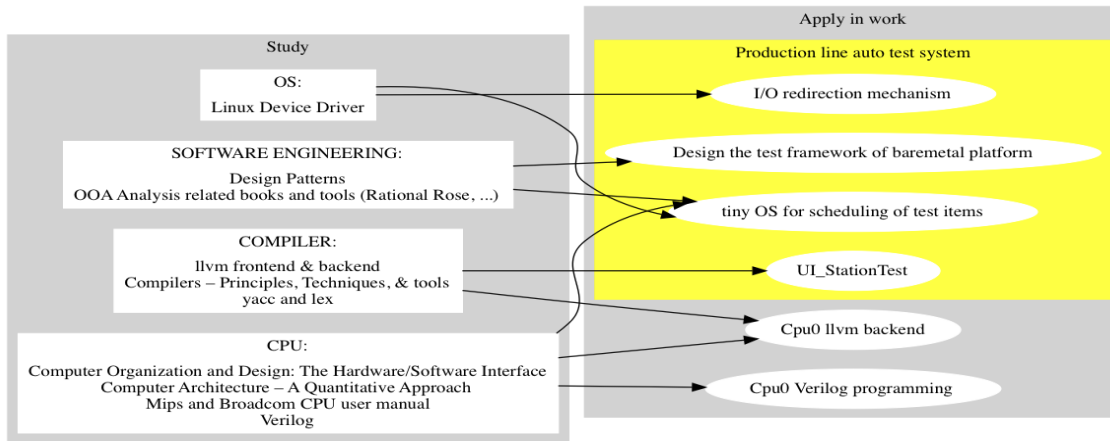 Study
OS:
Linux Device Driver
SOFTWARE ENGINEERING:
Design Patterns
OOA Analysis related books and tools (Rational Rose, ...)
COMPILER:
llvm frontend & backend
Compilers – Principles, Techniques, & tools
yacc and lex
CPU:
Computer Organization and Design: The Hardware/Software Interface
Computer Architecture – A Quantitative Approach
Mips and Broadcom CPU user manual
Verilog
Apply in work
Production line auto test system
I/O redirection mechanism
Design the test framework of baremetal platform
tiny OS for scheduling of test items
UI_StationTest
Cpu0 llvm backend
Cpu0 Verilog programming